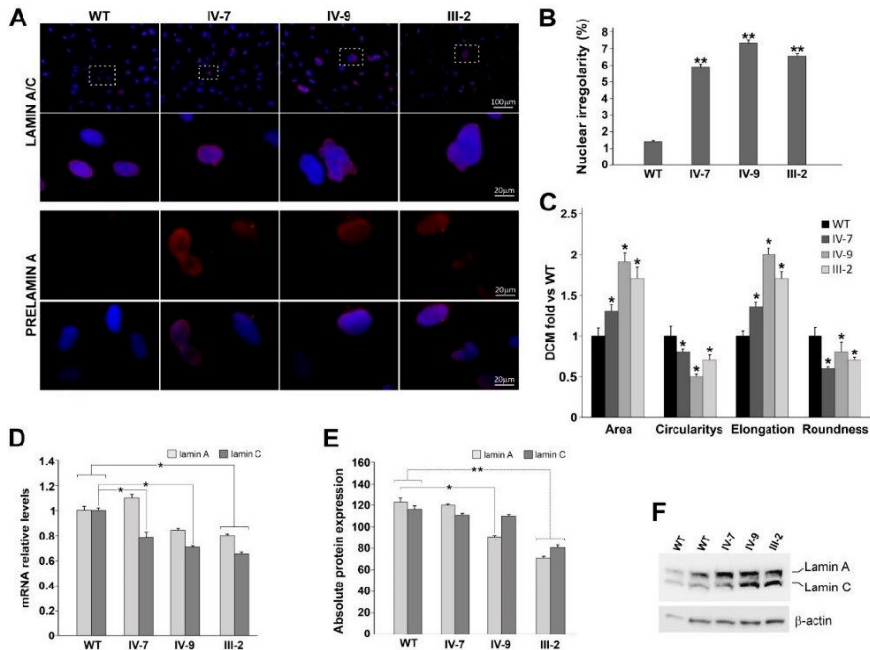 A
WT IV-7 IV-9 III-2
LAMIN A/C
100µm
20µm
PRELAMIN A
20µm
20µm
B
Nuclear irregolarity (%)
8
7
6
5
4
3
2
1
0
** ** **
WT IV-7 IV-9 III-2
C
DCM fold vs WT
2.5
2
1.5
1
0.5
0
WT
IV-7
IV-9
III-2
* * * * * * * * * * * *
Area Circularitys Elongation Roundness
D
lamin A lamin C
mRNA relative levels
1.4
1.2
1
0.8
0.6
0.4
0.2
0
*
* *
WT IV-7 IV-9 III-2
E
lamin A lamin C
Absolute protein expression
160
140
120
100
80
60
40
20
0
**
*
WT IV-7 IV-9 III-2
F
WT WT IV-7 IV-9 III-2
Lamin A
Lamin C
β-actin